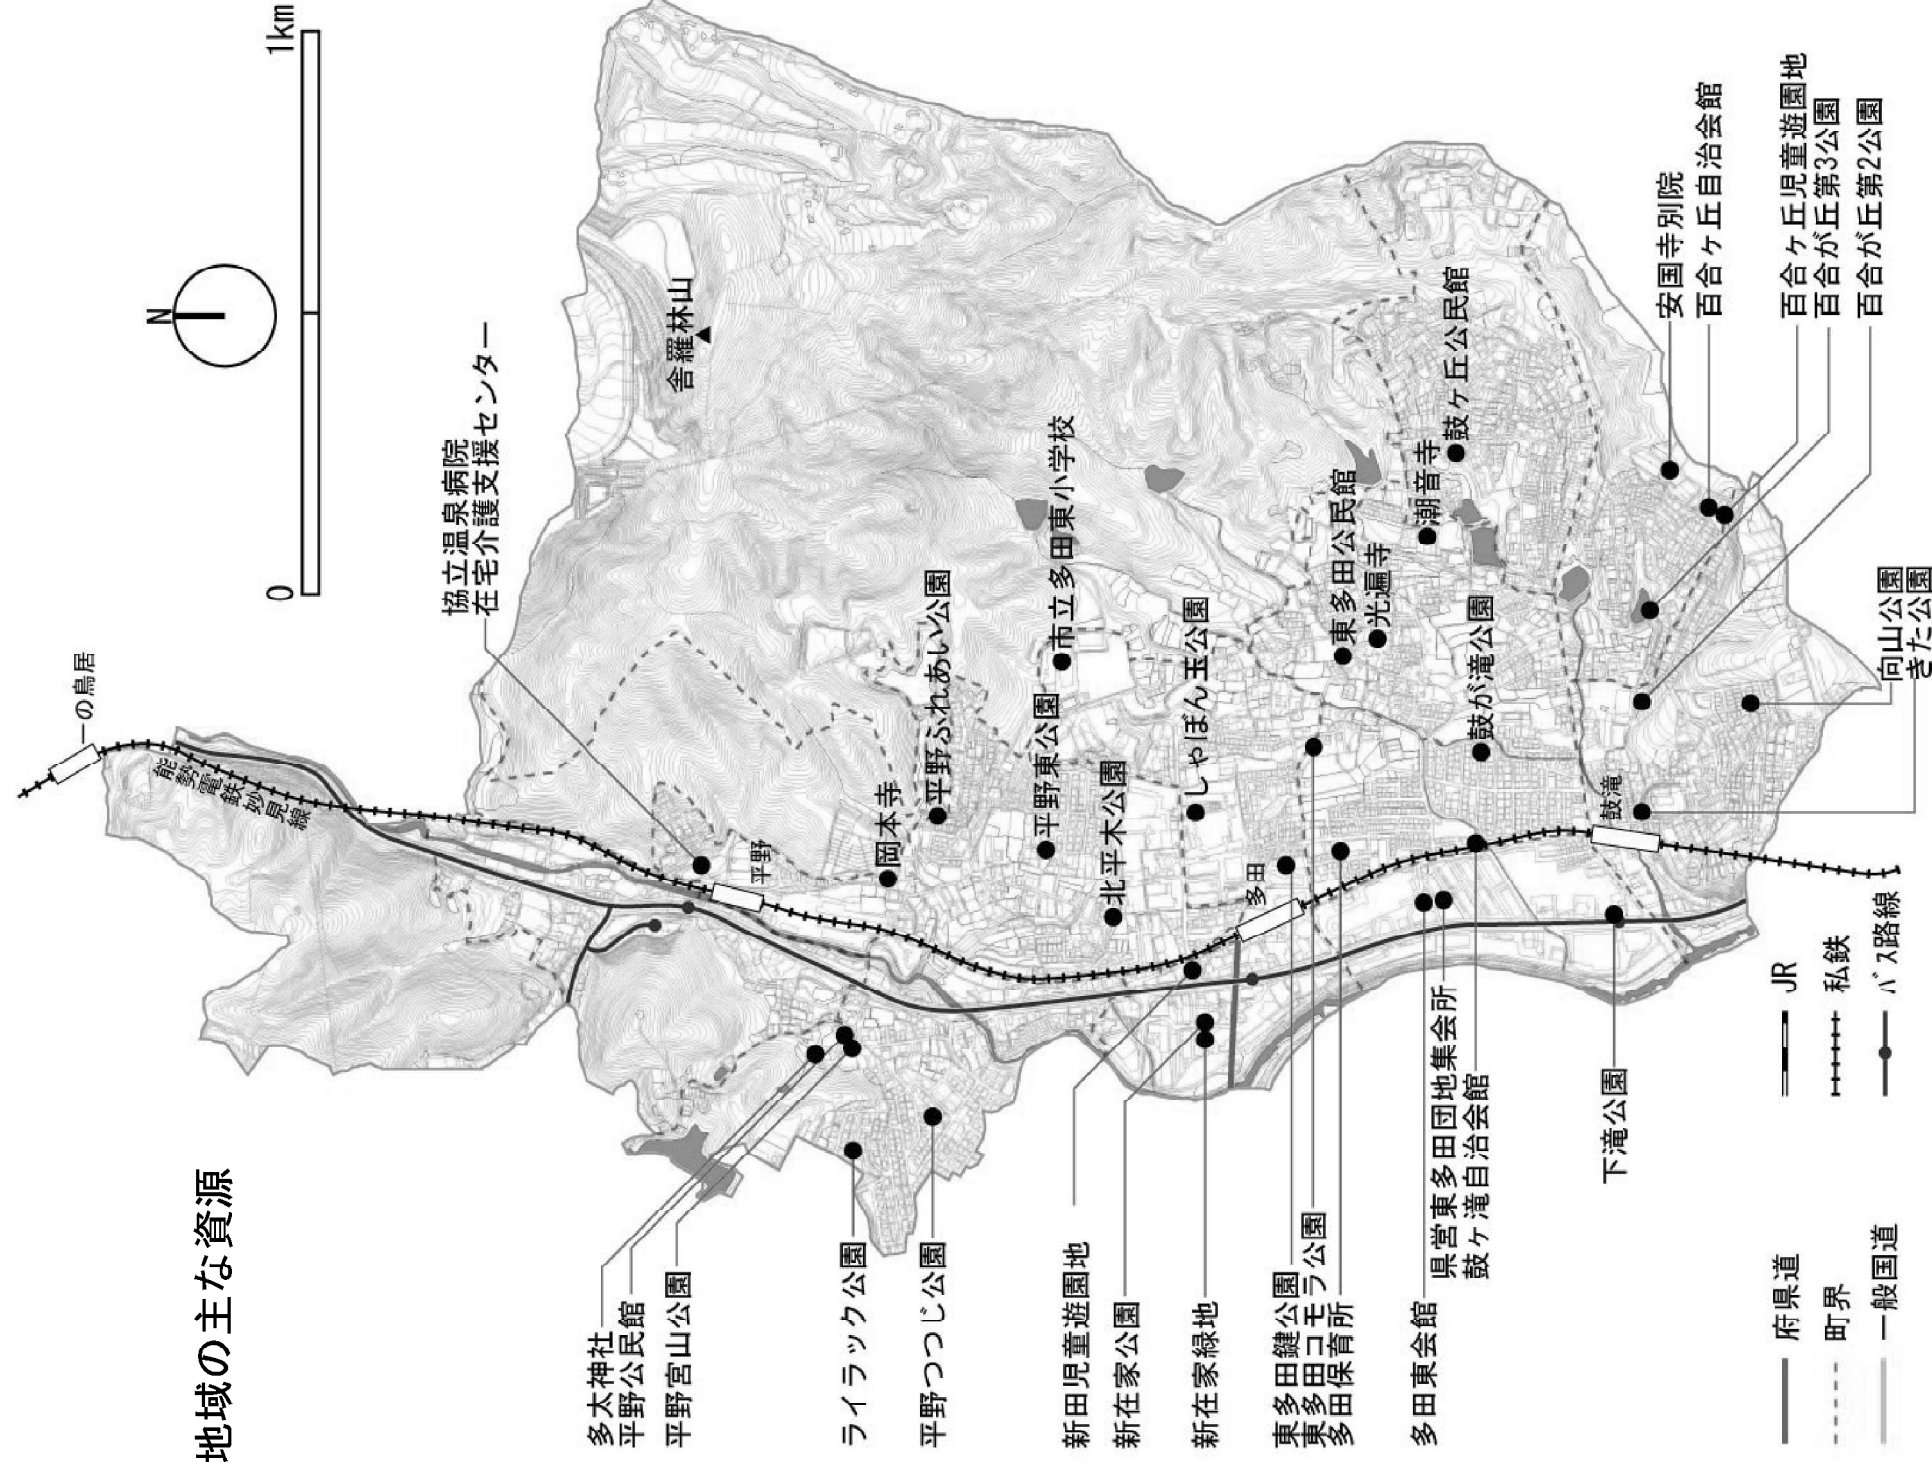 地域の主な資源
N
0
1km
一の鳥居
能勢電鉄妙見線
協立温泉病院
在宅介護支援センター
舎羅林山
平野
岡本寺
平野ふれあい公園
市立多田東小学校
平野東公園
北平木公園
しゃぼん玉公園
多田
東多田公民館
光遍寺
潮音寺
鼓ヶ丘公民館
鼓が滝公園
鼓滝
安国寺別院
百合ヶ丘自治会館
百合ヶ丘児童遊園地
百合が丘第3公園
百合が丘第2公園
向山公園
きた公園
多太神社
平野公民館
平野宮山公園
ライラック公園
平野つつじ公園
新田児童遊園地
新在家公園
新在家緑地
東多田鍵公園
東多田コモラ公園
多田保育所
多田東会館
県営東多田団地集会所
鼓ヶ滝自治会館
下滝公園
府県道
町界
一般国道
JR
私鉄
バス路線